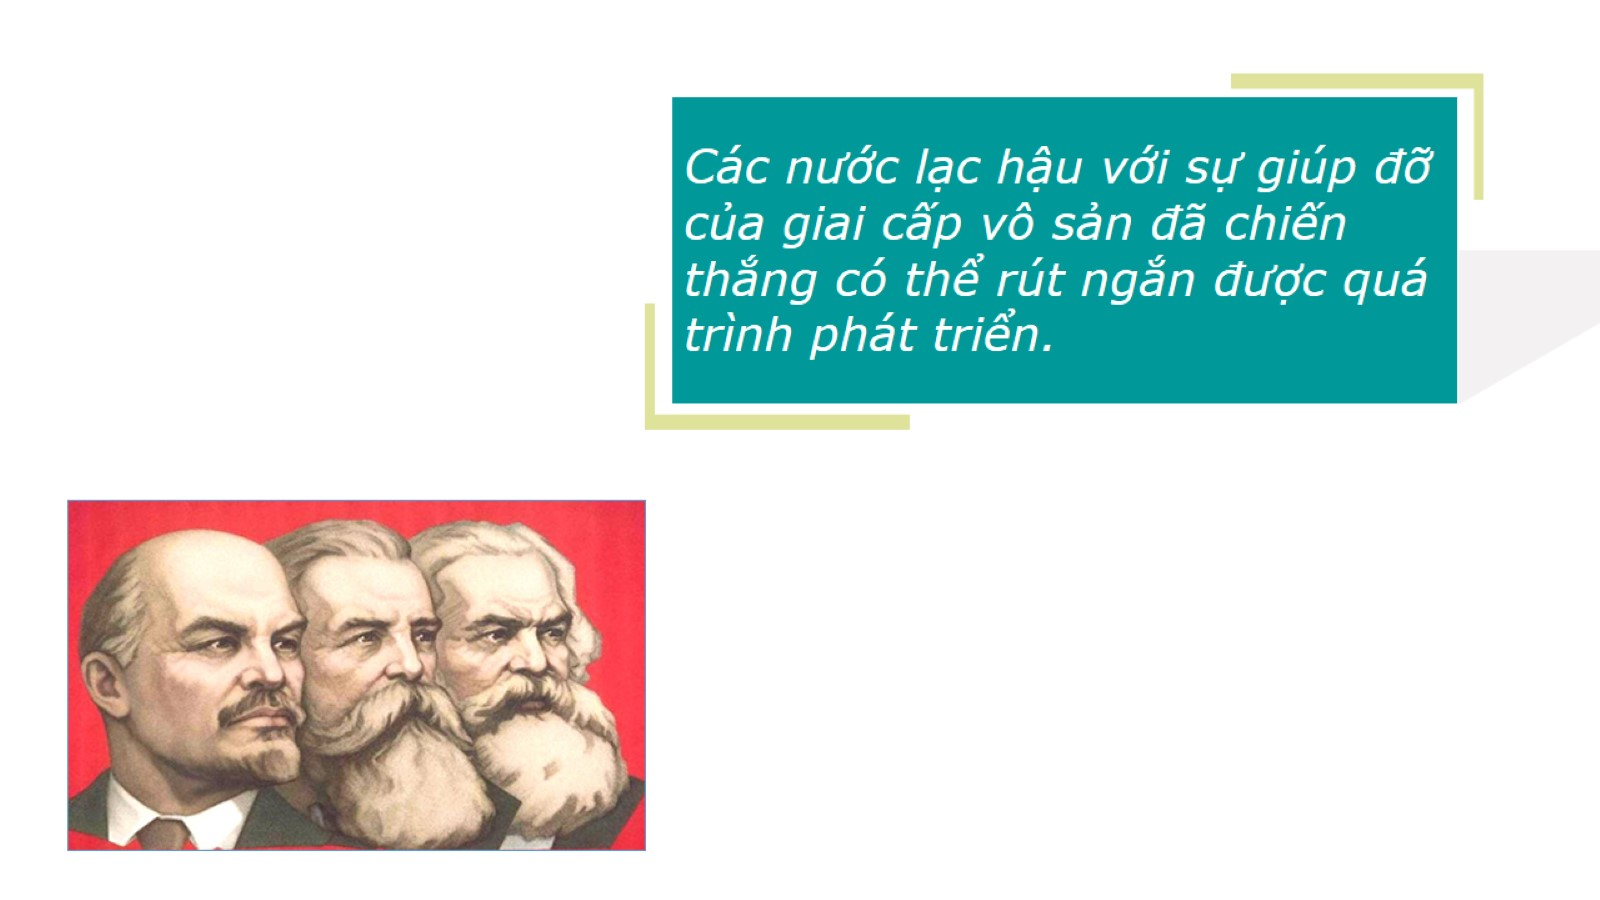 Các nước lạc hậu với sự giúp đỡ
của giai cấp vô sản đã chiến
thắng có thể rút ngắn được quá
trình phát triển.